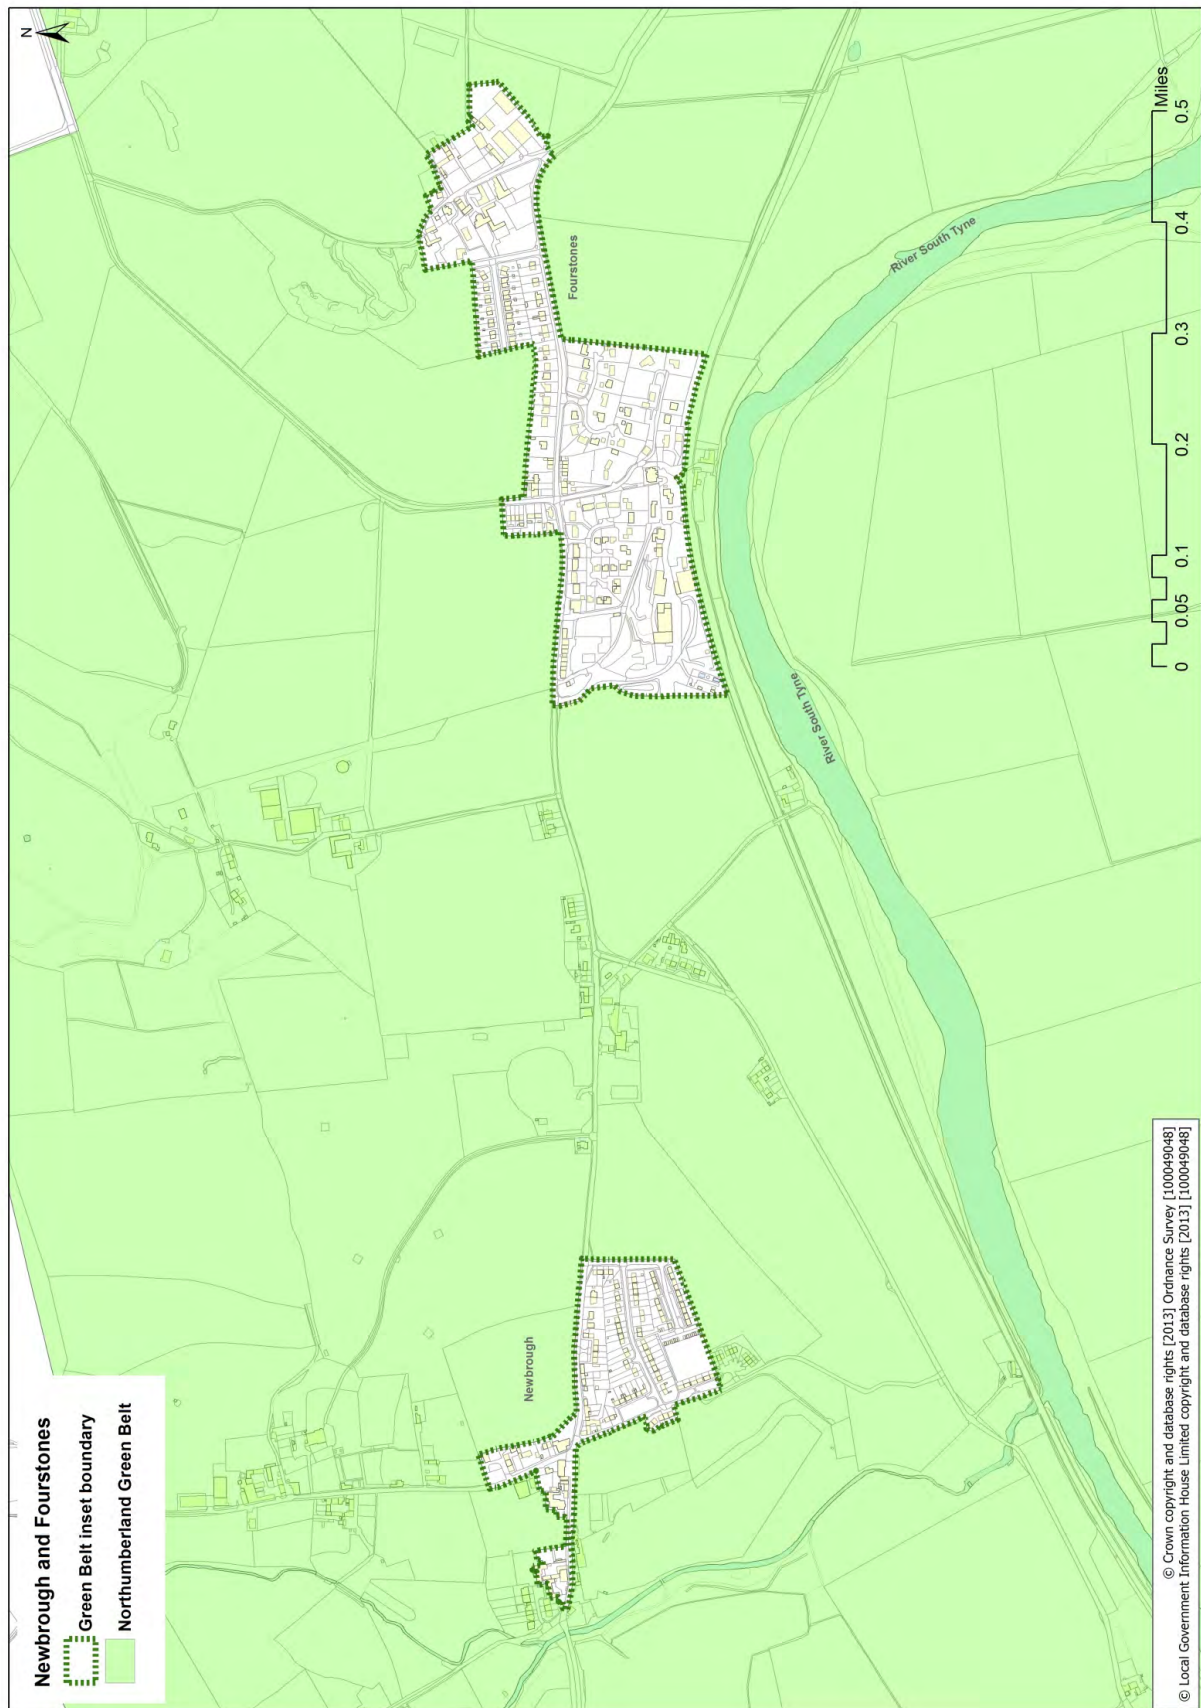 Newbrough and Fourstones
Green Belt inset boundary
Northumberland Green Belt
N
Newbrough
Fourstones
River South Tyne
River South Tyne
Miles
0 0.05 0.1 0.2 0.3 0.4 0.5
© Crown copyright and database rights [2013] Ordnance Survey [100049048]
© Local Government Information House Limited copyright and database rights [2013] [100049048]